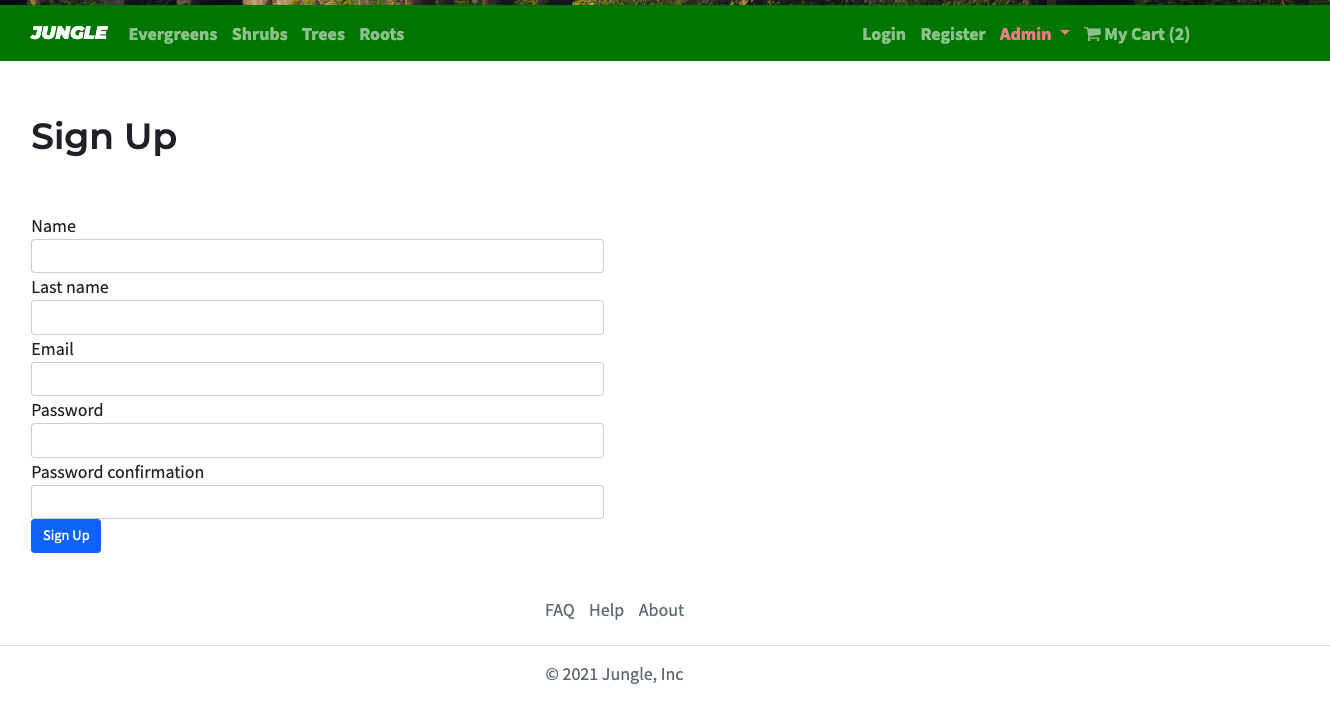 JUNGLE Evergreens Shrubs Trees Roots Login Register Admin My Cart (2)
Sign Up
Name
Last name
Email
Password
Password confirmation
Sign Up
FAQ Help About
© 2021 Jungle, Inc